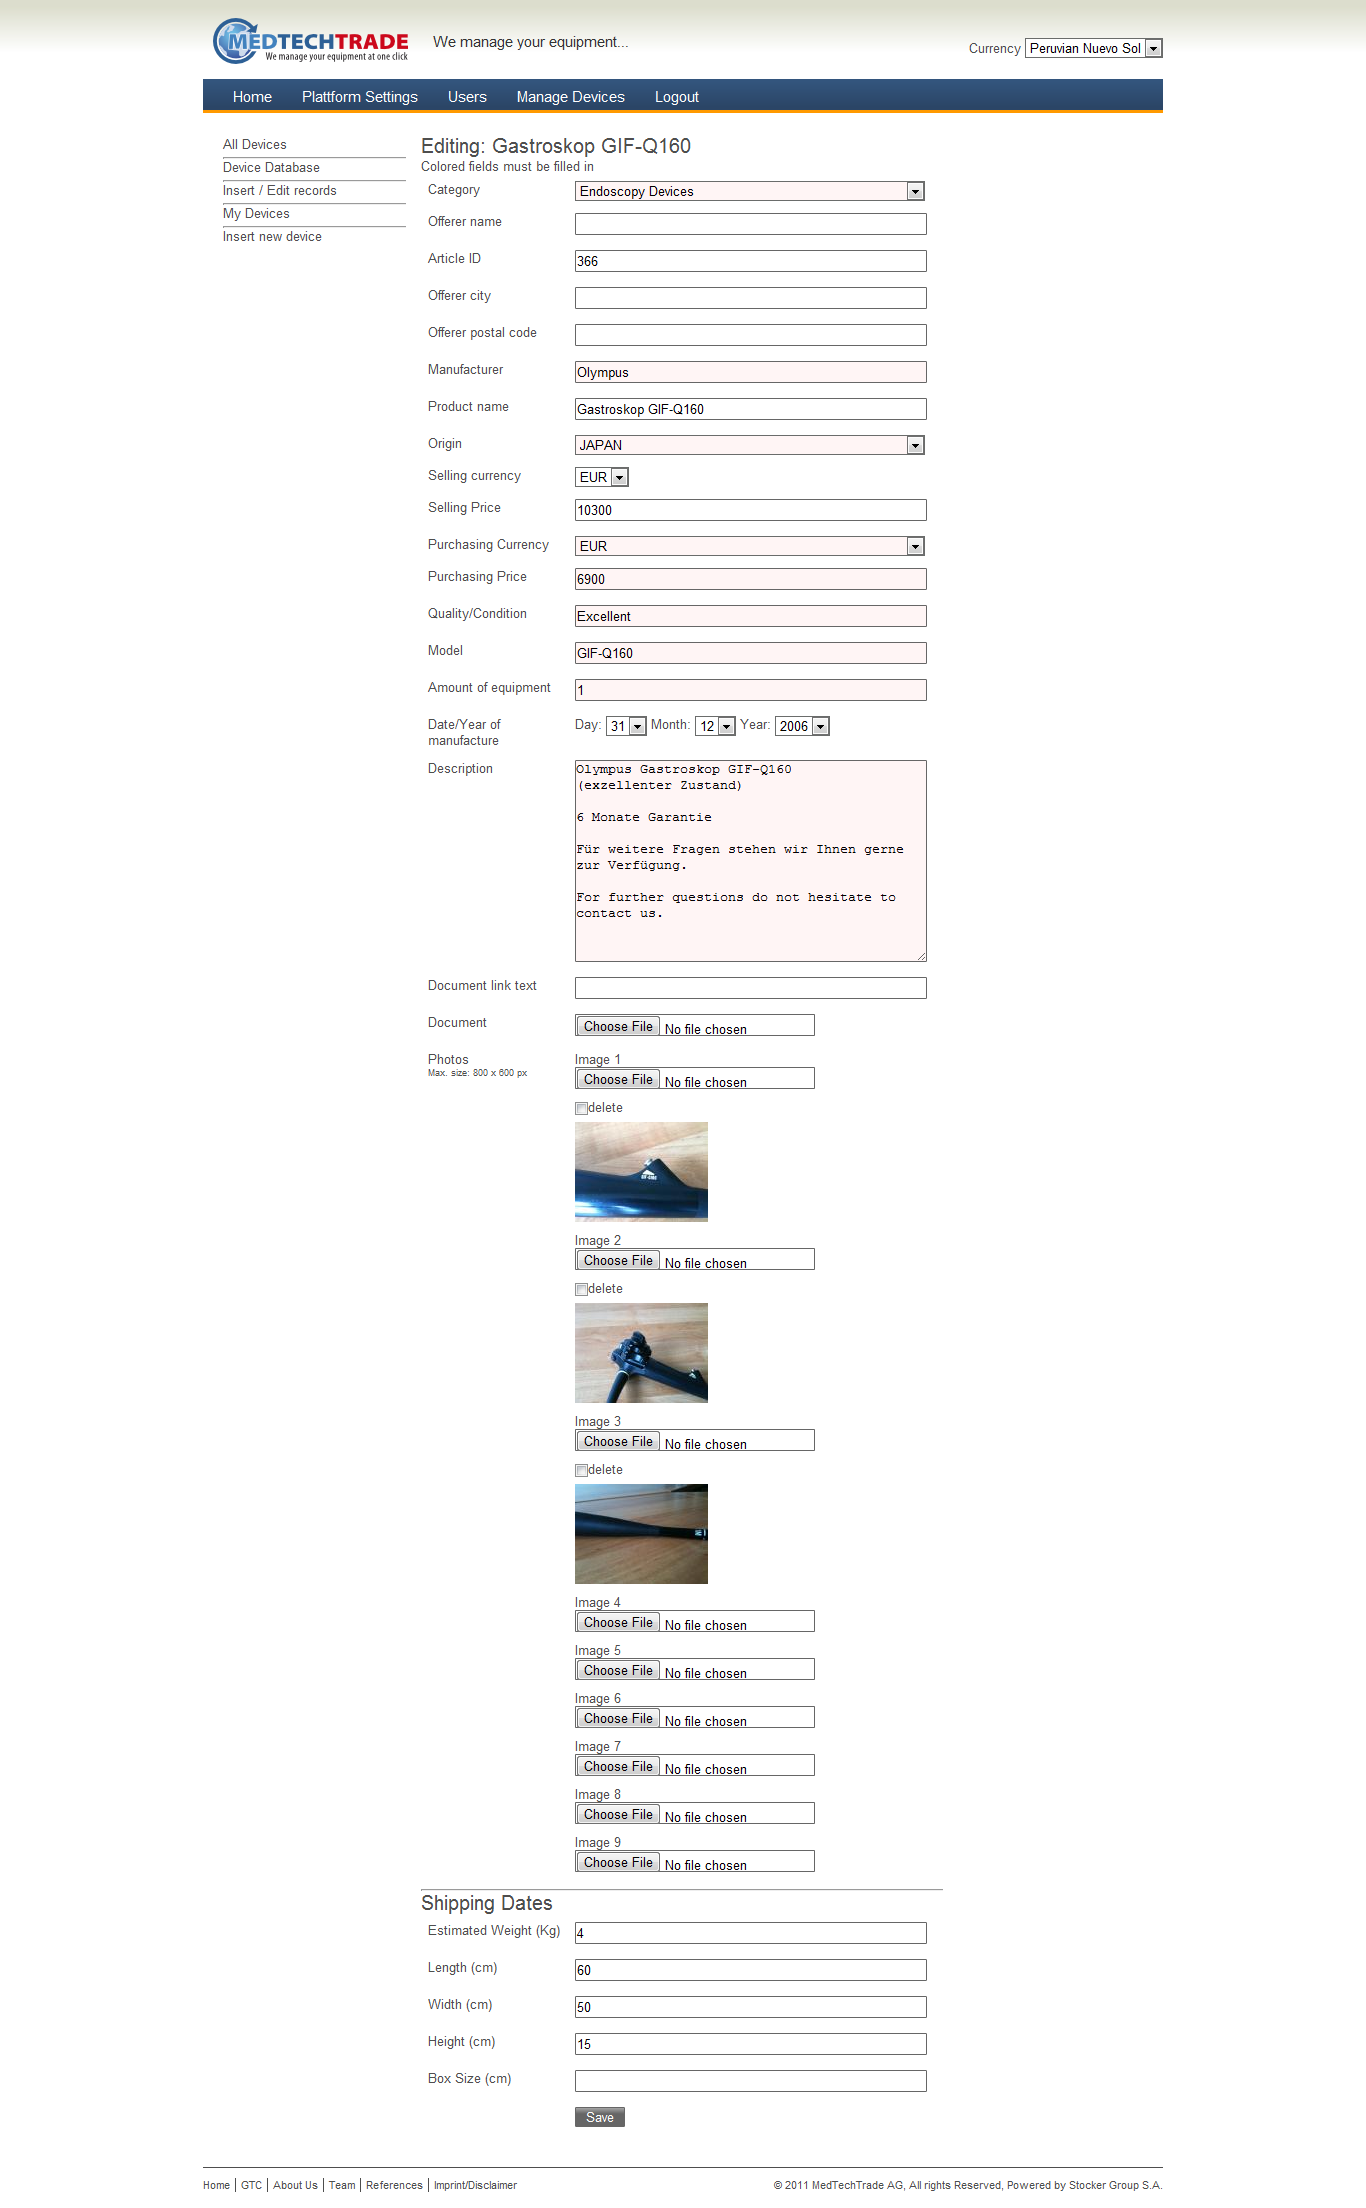 MEDTECHTRADE
We manage your equipment at one click
We manage your equipment...
Currency Peruvian Nuevo Sol
Home Plattform Settings Users Manage Devices Logout
All Devices
Device Database
Insert / Edit records
My Devices
Insert new device
Editing: Gastroskop GIF-Q160
Colored fields must be filled in
Category Endoscopy Devices
Offerer name
Article ID 366
Offerer city
Offerer postal code
Manufacturer Olympus
Product name Gastroskop GIF-Q160
Origin JAPAN
Selling currency EUR
Selling Price 10300
Purchasing Currency EUR
Purchasing Price 6900
Quality/Condition Excellent
Model GIF-Q160
Amount of equipment 1
Date/Year of manufacture Day: 31 Month: 12 Year: 2006
Description
Olympus Gastroskop GIF-Q160
(exzellenter Zustand)
6 Monate Garantie
Für weitere Fragen stehen wir Ihnen gerne
zur Verfügung.
For further questions do not hesitate to
contact us.
Document link text
Document Choose File No file chosen
Photos
Max. size: 800 x 600 px
Image 1
Choose File No file chosen
delete
Image 2
Choose File No file chosen
delete
Image 3
Choose File No file chosen
delete
Image 4
Choose File No file chosen
Image 5
Choose File No file chosen
Image 6
Choose File No file chosen
Image 7
Choose File No file chosen
Image 8
Choose File No file chosen
Image 9
Choose File No file chosen
Shipping Dates
Estimated Weight (Kg) 4
Length (cm) 60
Width (cm) 50
Height (cm) 15
Box Size (cm)
Save
Home | GTC | About Us | Team | References | Imprint/Disclaimer
© 2011 MedTechTrade AG, All rights Reserved, Powered by Stocker Group S.A.